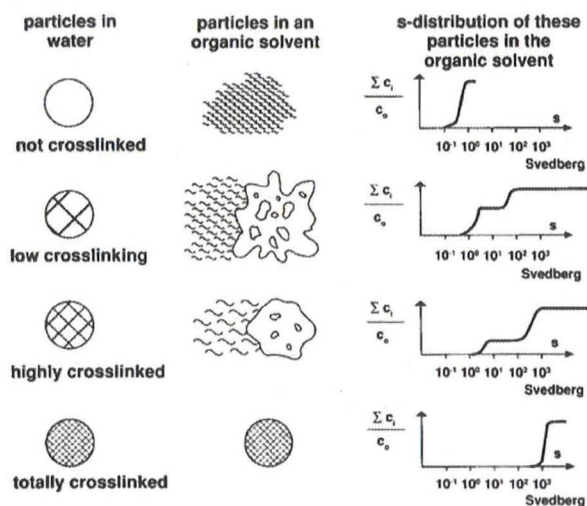 particles in
water
particles in an
organic solvent
s-distribution of these
particles in the
organic solvent
not crosslinked
Σ cᵢ
c₀
s
10⁻¹ 10⁰ 10¹ 10² 10³
Svedberg
low crosslinking
Σ cᵢ
c₀
s
10⁻¹ 10⁰ 10¹ 10² 10³
Svedberg
highly crosslinked
Σ cᵢ
c₀
s
10⁻¹ 10⁰ 10¹ 10² 10³
Svedberg
totally crosslinked
Σ cᵢ
c₀
s
10⁻¹ 10⁰ 10¹ 10² 10³
Svedberg